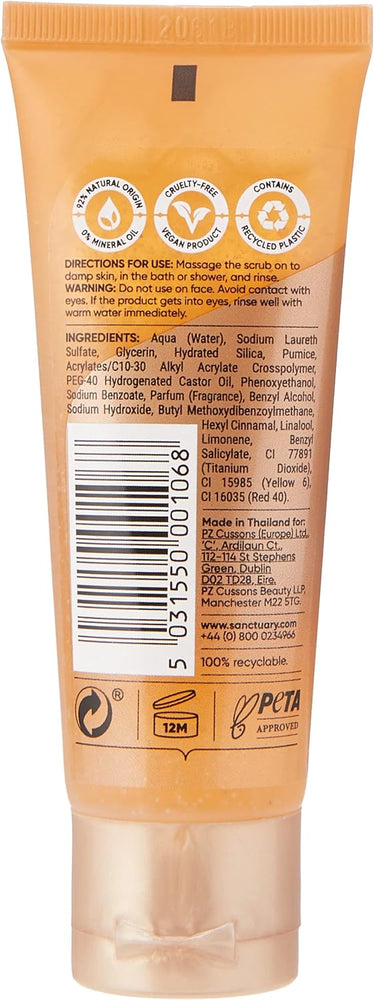 2061B
92% NATURAL ORIGIN
0% MINERAL OIL
CRUELTY-FREE
VEGAN PRODUCT
CONTAINS
RECYCLED PLASTIC
DIRECTIONS FOR USE: Massage the scrub on to
damp skin, in the bath or shower, and rinse.
WARNING: Do not use on face. Avoid contact with
eyes. If the product gets into eyes, rinse well with
warm water immediately.
INGREDIENTS: Aqua (Water), Sodium Laureth
Sulfate, Glycerin, Hydrated Silica, Pumice,
Acrylates/C10-30 Alkyl Acrylate Crosspolymer,
PEG-40 Hydrogenated Castor Oil, Phenoxyethanol,
Sodium Benzoate, Parfum (Fragrance), Benzyl Alcohol,
Sodium Hydroxide, Butyl Methoxydibenzoylmethane,
Hexyl Cinnamal, Linalool,
Limonene, Benzyl
Salicylate, CI 77891
(Titanium Dioxide),
CI 15985 (Yellow 6),
CI 16035 (Red 40).
5 031550 001068
Made in Thailand for:
PZ Cussons (Europe) Ltd.,
'C', Ardilaun Ct.,
112-114 St Stephens
Green, Dublin
D02 TD28, Eire.
PZ Cussons Beauty LLP,
Manchester M22 5TG.
www.sanctuary.com
+44 (0) 800 0234966
100% recyclable.
®
12M
PETA
APPROVED